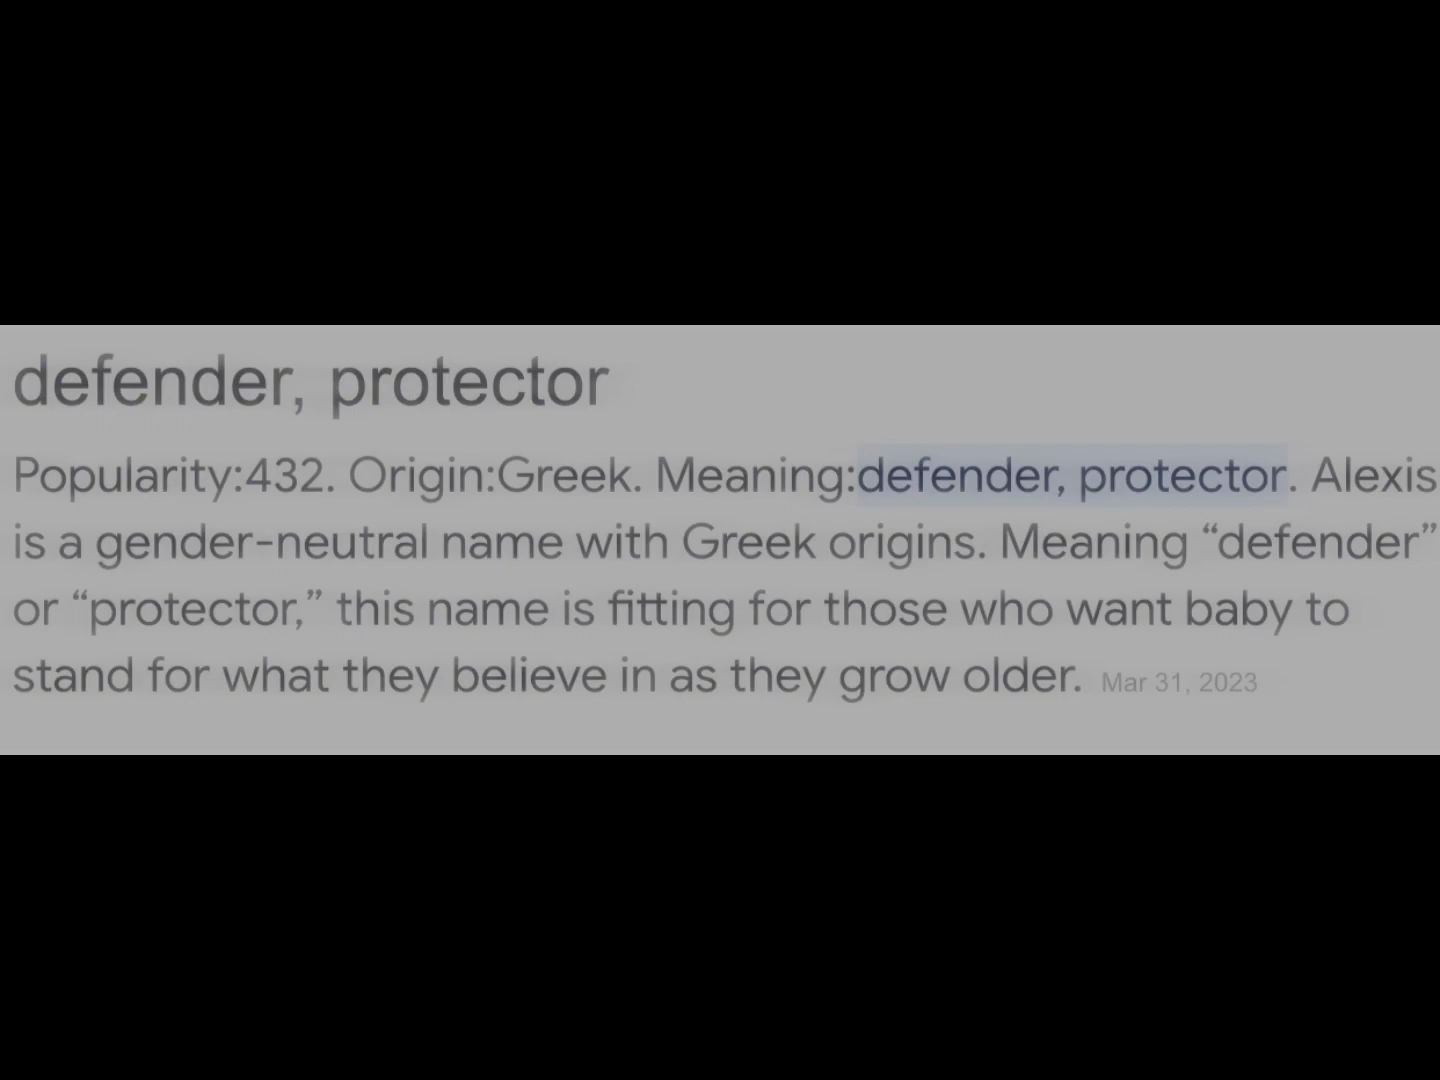 defender, protector
Popularity:432. Origin:Greek. Meaning:defender, protector. Alexis
is a gender-neutral name with Greek origins. Meaning “defender”
or “protector,” this name is fitting for those who want baby to
stand for what they believe in as they grow older. Mar 31, 2023